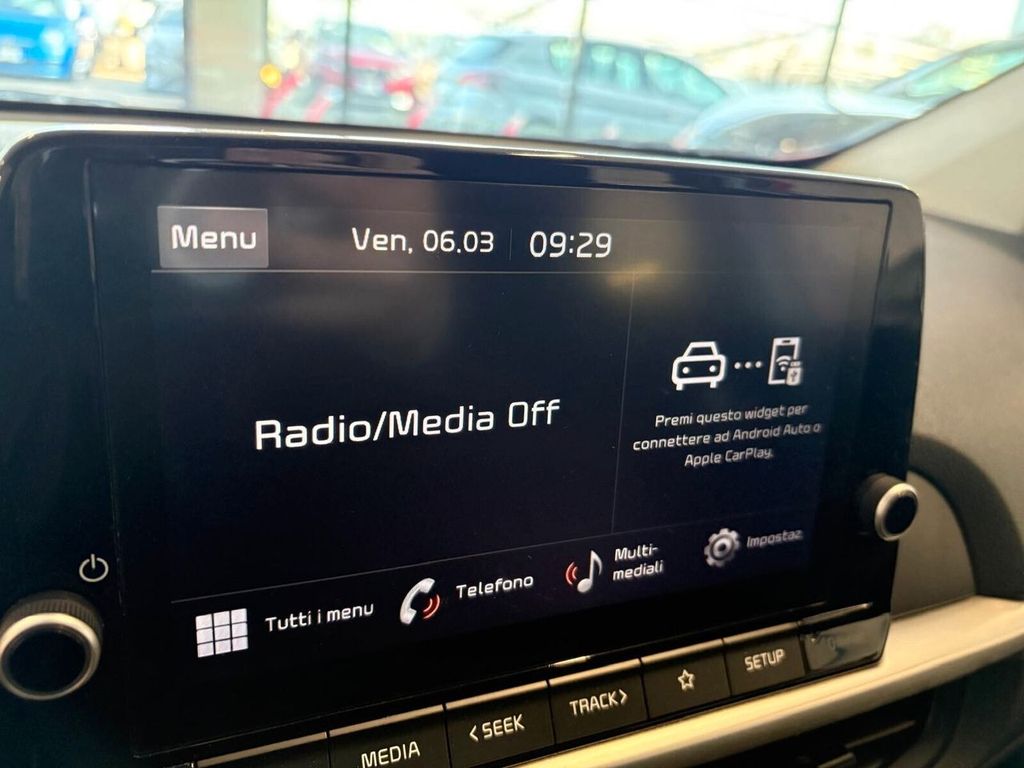 Menu
Ven, 06.03
09:29
Radio/Media Off
Premi questo widget per
connettere ad Android Auto o
Apple CarPlay.
Tutti i menu
Telefono
Multi-
mediali
Impostaz
MEDIA
< SEEK
TRACK >
SETUP